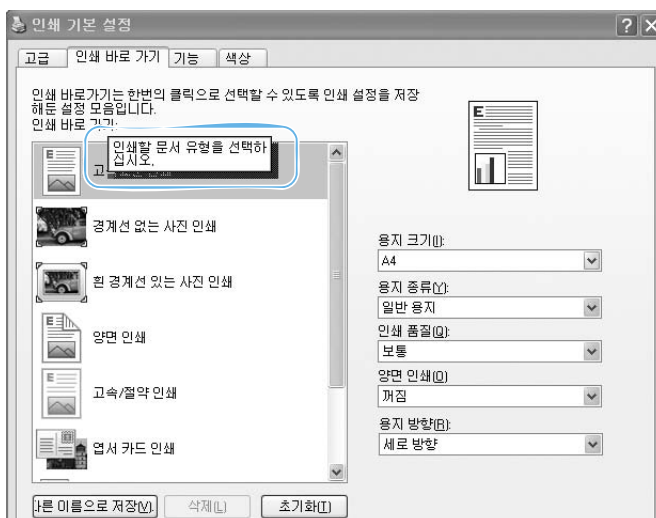 인쇄 기본 설정
고급 인쇄 바로 가기 기능 색상
인쇄 바로가기는 한번의 클릭으로 선택할 수 있도록 인쇄 설정을 저장
해둔 설정 모음입니다.
인쇄 바로 가기:
인쇄할 문서 유형을 선택하
십시오.
경계선 없는 사진 인쇄
흰 경계선 있는 사진 인쇄
양면 인쇄
고속/절약 인쇄
엽서 카드 인쇄
다른 이름으로 저장(V). 삭제(L) 초기화(T)
용지 크기(I):
A4
용지 종류(Y):
일반 용지
인쇄 품질(Q):
보통
양면 인쇄(O)
꺼짐
용지 방향(R):
세로 방향